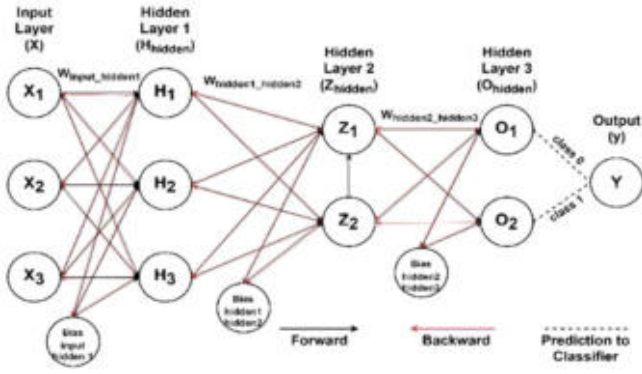 Input
Layer
(X)
Hidden
Layer 1
(Hhidden)
Hidden
Layer 2
(Zhidden)
Hidden
Layer 3
(Ohidden)
Output
(y)
Winput_hidden1
Whidden1_hidden2
Whidden2_hidden3
X1
H1
Z1
O1
class 0
Y
class 1
X2
H2
Z2
O2
X3
H3
Bias
input
hidden 1
Bias
hidden1
hidden2
Bias
hidden2
hidden3
Forward
Backward
Prediction to
Classifier